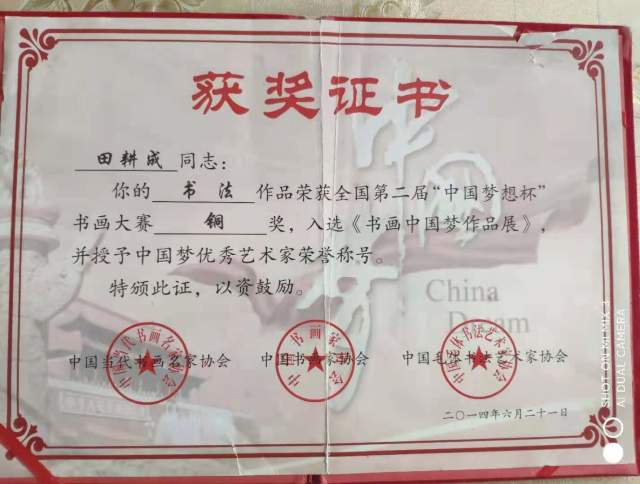 获奖证书
田耕成 同志：
你的 书法 作品荣获全国第二届“中国梦想杯”
书画大赛 铜 奖，入选《书画中国梦作品展》，
并授予中国梦优秀艺术家荣誉称号。
特颁此证，以资鼓励。
中国梦
China
Dream
中国当代书画名家协会 中国书画家协会 中国毛体书法艺术家协会
二〇一四年六月二十一日
SHOT ON MI MIX 3
AI DUAL CAMERA